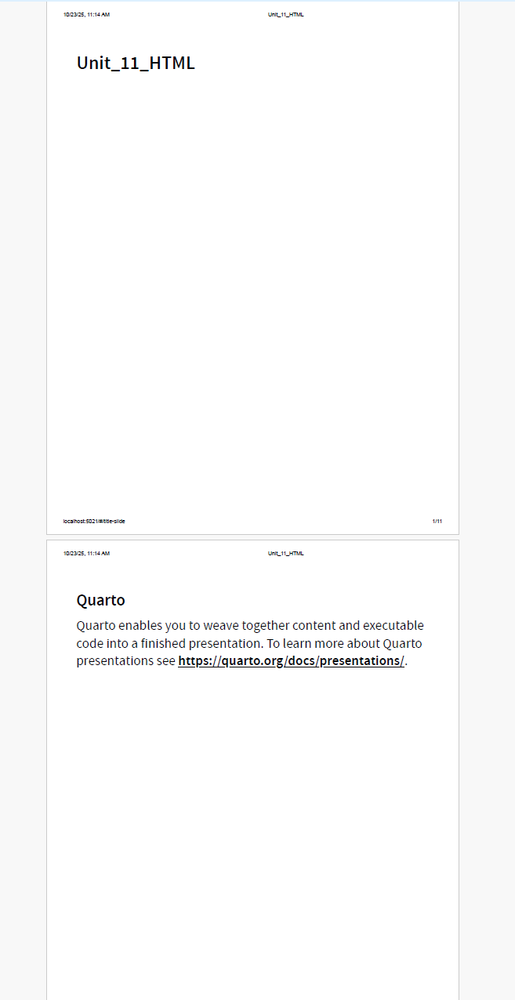 10/23/25, 11:14 AM Unit_11_HTML
Unit_11_HTML
localhost:5021/#/title-slide 1/11
10/23/25, 11:14 AM Unit_11_HTML
Quarto
Quarto enables you to weave together content and executable
code into a finished presentation. To learn more about Quarto
presentations see https://quarto.org/docs/presentations/.